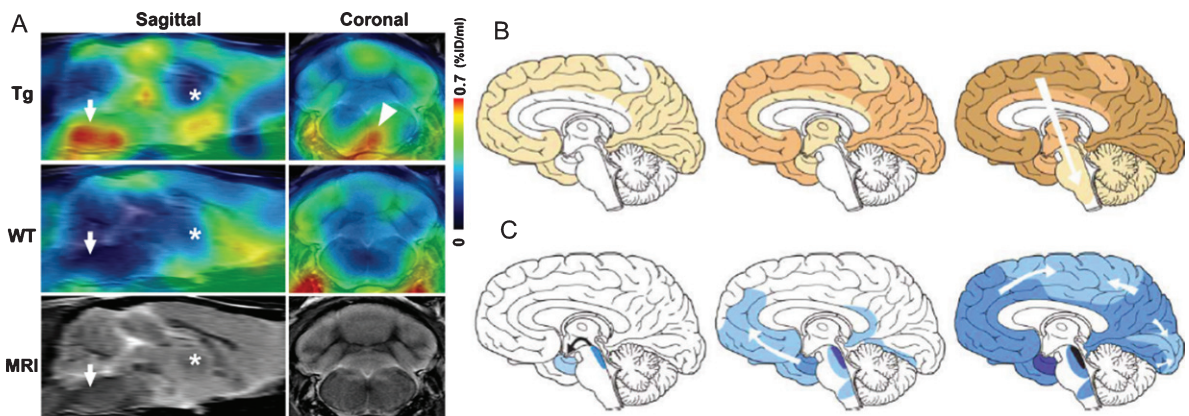 A
Sagittal
Coronal
B
Tg
*
0.7 (%ID/ml)
WT
*
0
C
MRI
*